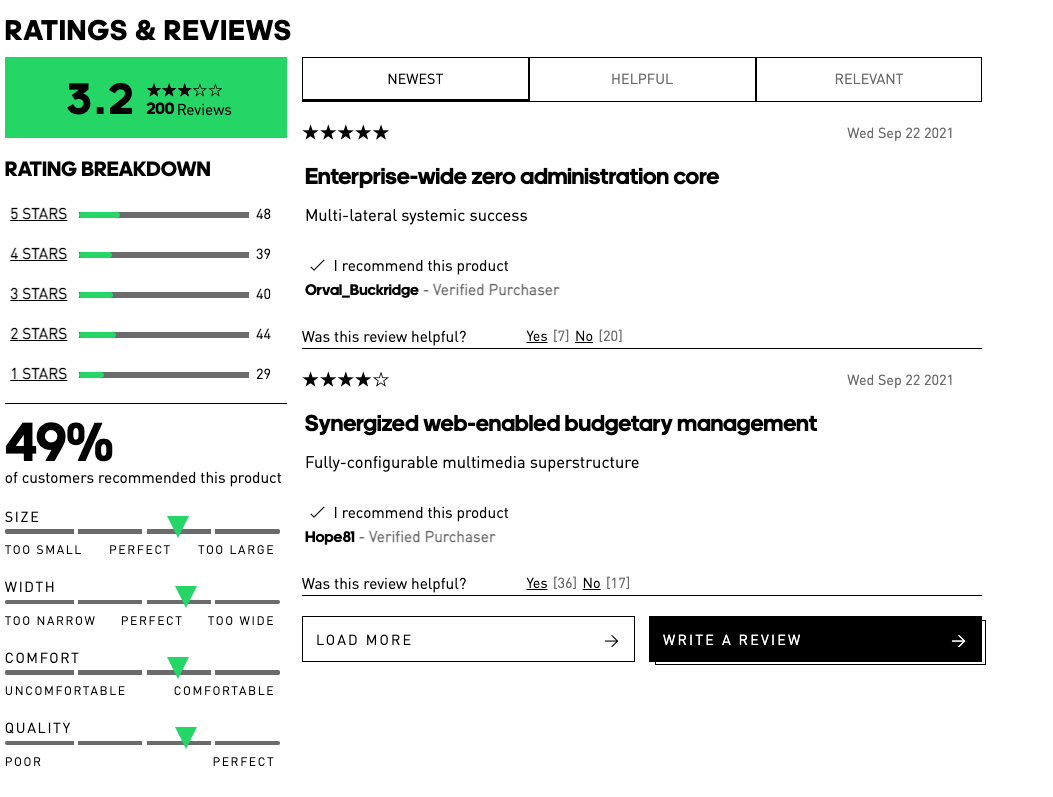 RATINGS & REVIEWS
3.2
200 Reviews
RATING BREAKDOWN
5 STARS 48
4 STARS 39
3 STARS 40
2 STARS 44
1 STARS 29
49%
of customers recommended this product
SIZE
TOO SMALL PERFECT TOO LARGE
WIDTH
TOO NARROW PERFECT TOO WIDE
COMFORT
UNCOMFORTABLE COMFORTABLE
QUALITY
POOR PERFECT
NEWEST HELPFUL RELEVANT
Wed Sep 22 2021
Enterprise-wide zero administration core
Multi-lateral systemic success
I recommend this product
Orval_Buckridge - Verified Purchaser
Was this review helpful? Yes [7] No [20]
Wed Sep 22 2021
Synergized web-enabled budgetary management
Fully-configurable multimedia superstructure
I recommend this product
Hope81 - Verified Purchaser
Was this review helpful? Yes [36] No [17]
LOAD MORE WRITE A REVIEW